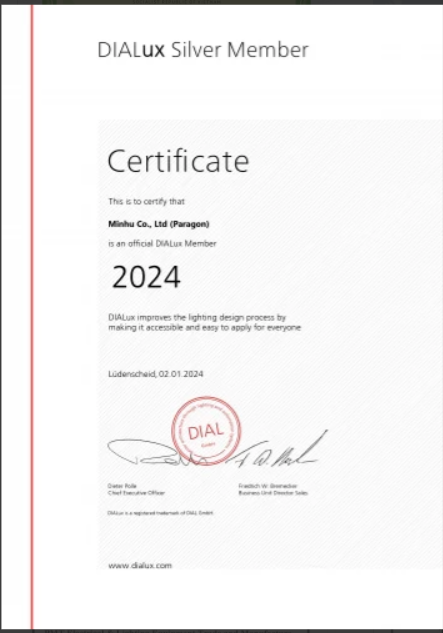 DIALux Silver Member
Certificate
This is to certify that
Minhu Co., Ltd (Paragon)
is an official DIALux Member
2024
DIALux improves the lighting design process by
making it accessible and easy to apply for everyone
Lüdenscheid, 02.01.2024
DIAL
GmbH
Dieter Polle
Chief Executive Officer
Friedrich W. Bremecker
Business Unit Director Sales
DIALux is a registered trademark of DIAL GmbH.
www.dialux.com